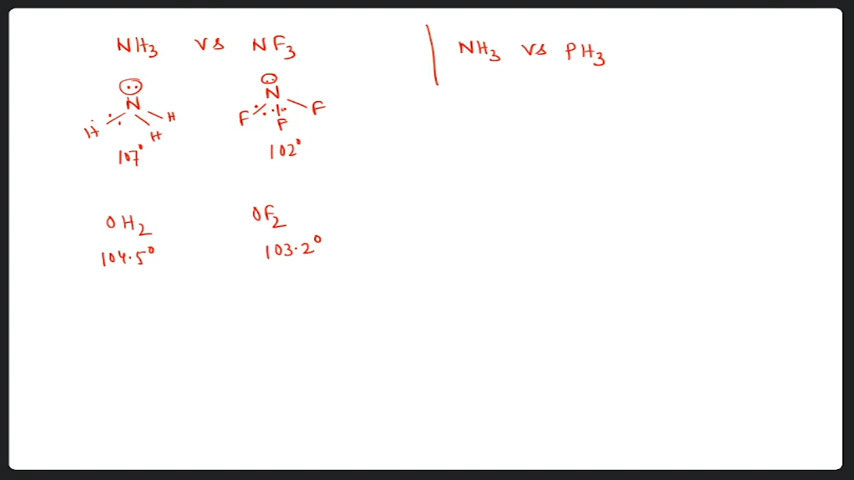 NH3 vs NF3
N
H H H
107°
N
F F F
102°
OH2 OF2
104.5° 103.2°
NH3 vs PH3